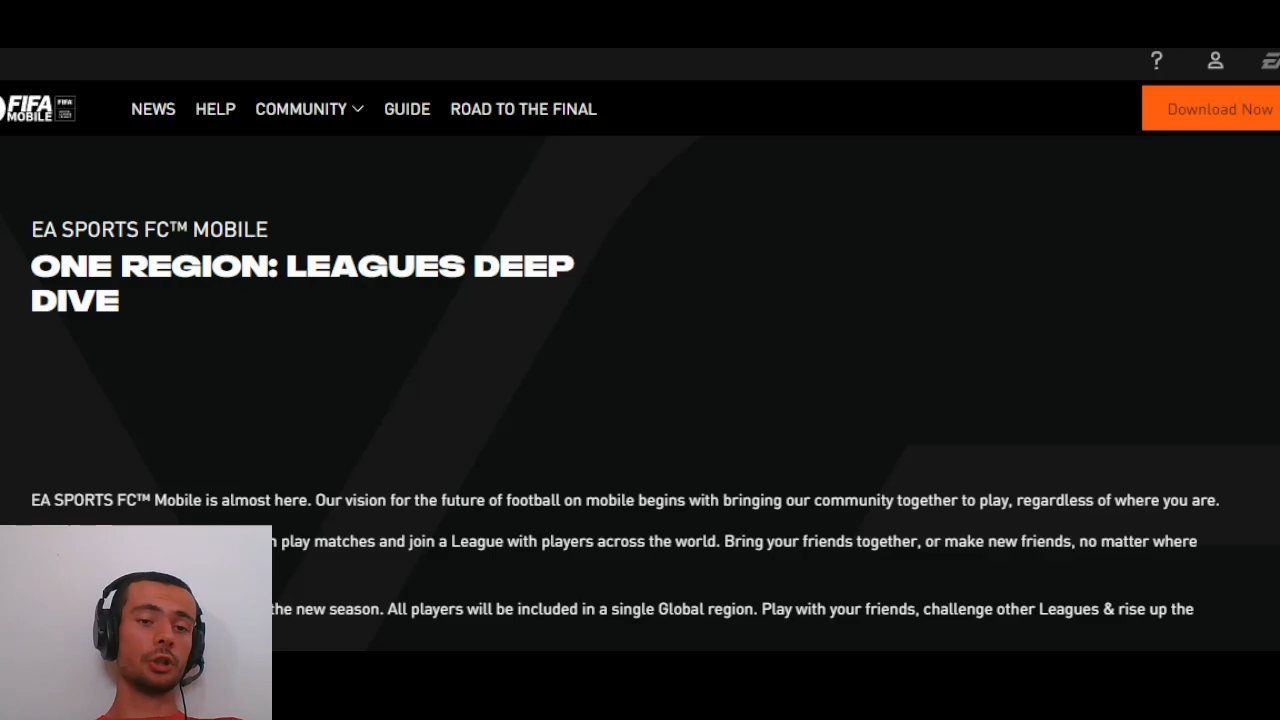 FIFA
MOBILE
FIFA
NEWS HELP COMMUNITY GUIDE ROAD TO THE FINAL
Download Now
EA SPORTS FC™ MOBILE
ONE REGION: LEAGUES DEEP
DIVE
EA SPORTS FC™ Mobile is almost here. Our vision for the future of football on mobile begins with bringing our community together to play, regardless of where you are.
play matches and join a League with players across the world. Bring your friends together, or make new friends, no matter where
the new season. All players will be included in a single Global region. Play with your friends, challenge other Leagues & rise up the